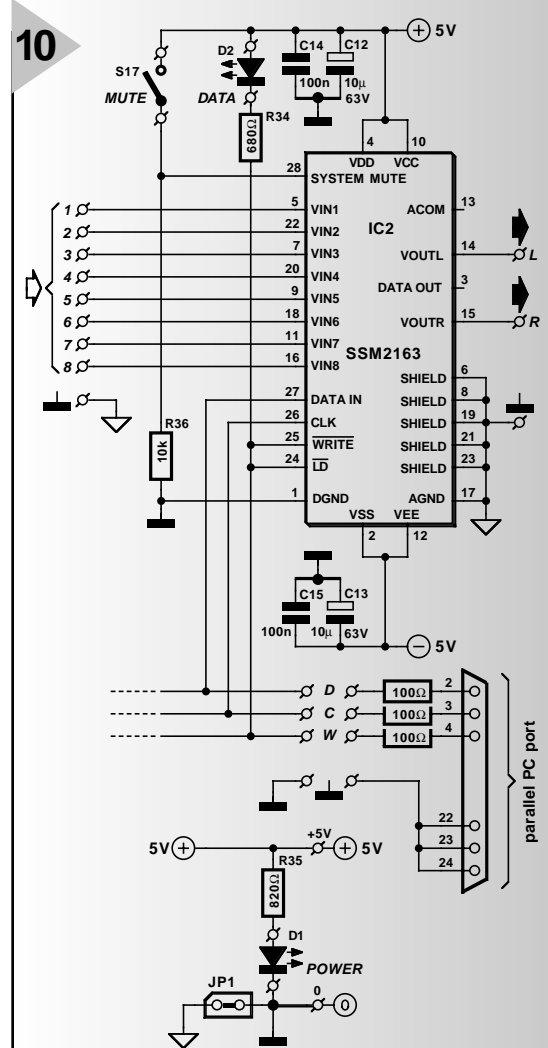 10
5V
D2
C14
C12
S17
100n
10µ
MUTE
DATA
63V
R34
680Ω
4
10
VDD
VCC
28
SYSTEM MUTE
1
5
VIN1
IC2
ACOM
13
2
22
VIN2
3
7
VIN3
VOUTL
14
L
4
20
VIN4
DATA OUT
3
5
9
VIN5
6
18
VIN6
VOUTR
15
R
7
11
VIN7
8
16
VIN8
SSM2163
SHIELD
6
27
DATA IN
SHIELD
8
R36
26
CLK
SHIELD
19
10k
25
WRITE
SHIELD
21
24
LD
SHIELD
23
1
DGND
AGND
17
VSS
VEE
2
12
C15
C13
100n
10µ
63V
5V
D
100Ω
2
C
100Ω
3
W
100Ω
4
parallel PC port
22
23
24
5V
+5V
5V
R35
820Ω
D1
POWER
JP1
0
0